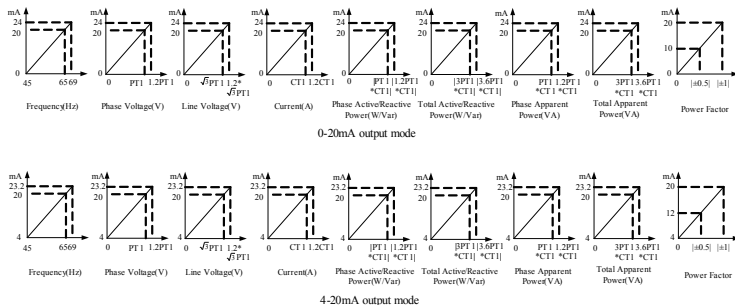 mA mA mA mA mA mA mA mA mA
24 24 24 24 24 24 24 24 20
20 20 20 20 20 20 20 20 10
0 0 0 0 0 0 0 0 0
45 6569 0 PT1 1.2PT1 0 √3PT1 1.2* √3PT1 0 CT1 1.2CT1 0 |PT1 *CT1| |1.2PT1 *CT1| 0 |3PT1 *CT1| |3.6PT1 *CT1| 0 PT1 *CT1 1.2PT1 *CT1 0 3PT1 *CT1 3.6PT1 *CT1 0 |±0.5| |±1|
Frequency(Hz) Phase Voltage(V) Line Voltage(V) Current(A) Phase Active/Reactive Power(W/Var) Total Active/Reactive Power(W/Var) Phase Apparent Power(VA) Total Apparent Power(VA) Power Factor
0-20mA output mode
mA mA mA mA mA mA mA mA mA
23.2 23.2 23.2 23.2 23.2 23.2 23.2 23.2 20
20 20 20 20 20 20 20 20 12
4 4 4 4 4 4 4 4 4
45 6569 0 PT1 1.2PT1 0 √3PT1 1.2* √3PT1 0 CT1 1.2CT1 0 |PT1 *CT1| |1.2PT1 *CT1| 0 |3PT1 *CT1| |3.6PT1 *CT1| 0 PT1 *CT1 1.2PT1 *CT1 0 3PT1 *CT1 3.6PT1 *CT1 0 |±0.5| |±1|
Frequency(Hz) Phase Voltage(V) Line Voltage(V) Current(A) Phase Active/Reactive Power(W/Var) Total Active/Reactive Power(W/Var) Phase Apparent Power(VA) Total Apparent Power(VA) Power Factor
4-20mA output mode